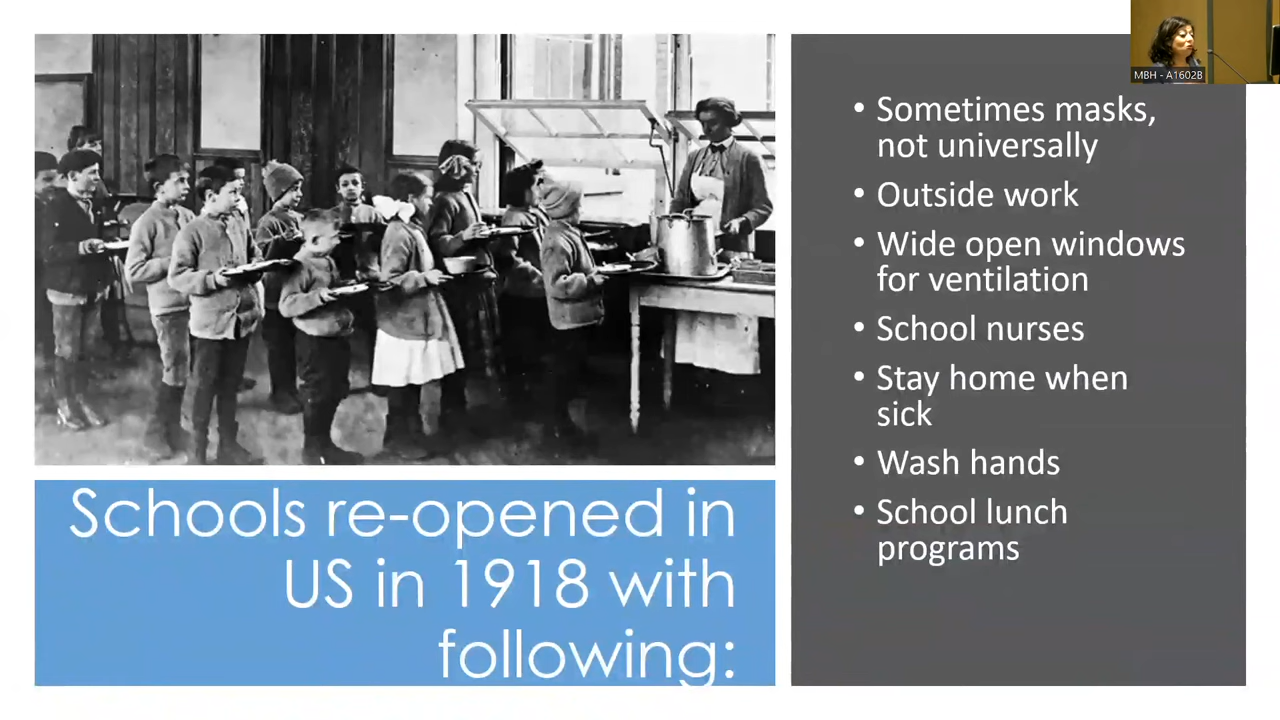 MBH - A1602B
Sometimes masks,
not universally
Outside work
Wide open windows
for ventilation
School nurses
Stay home when
sick
Wash hands
School lunch
programs
Schools re-opened in
US in 1918 with
following: